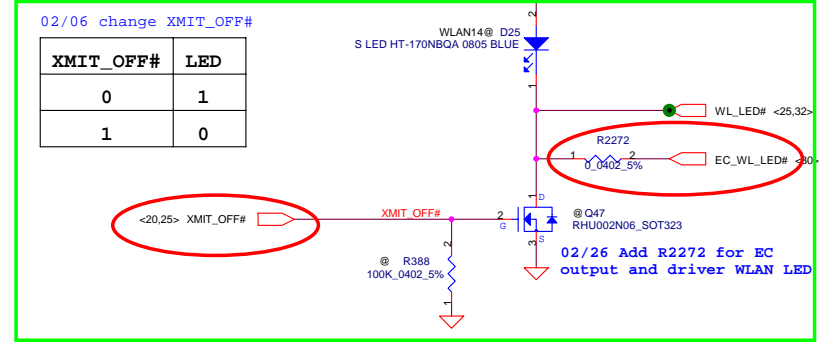 02/06 change XMIT_OFF#
XMIT_OFF# LED
0 1
1 0
2
WLAN14@ D25
S LED HT-170NBQA 0805 BLUE
1
WL_LED# <25,32>
R2272
1 2
0_0402_5%
EC_WL_LED# <30>
<20,25> XMIT_OFF#
XMIT_OFF#
2
G
1
D
S
3
@ Q47
RHU002N06_SOT323
2
@ R388
100K_0402_5%
1
02/26 Add R2272 for EC
output and driver WLAN LED